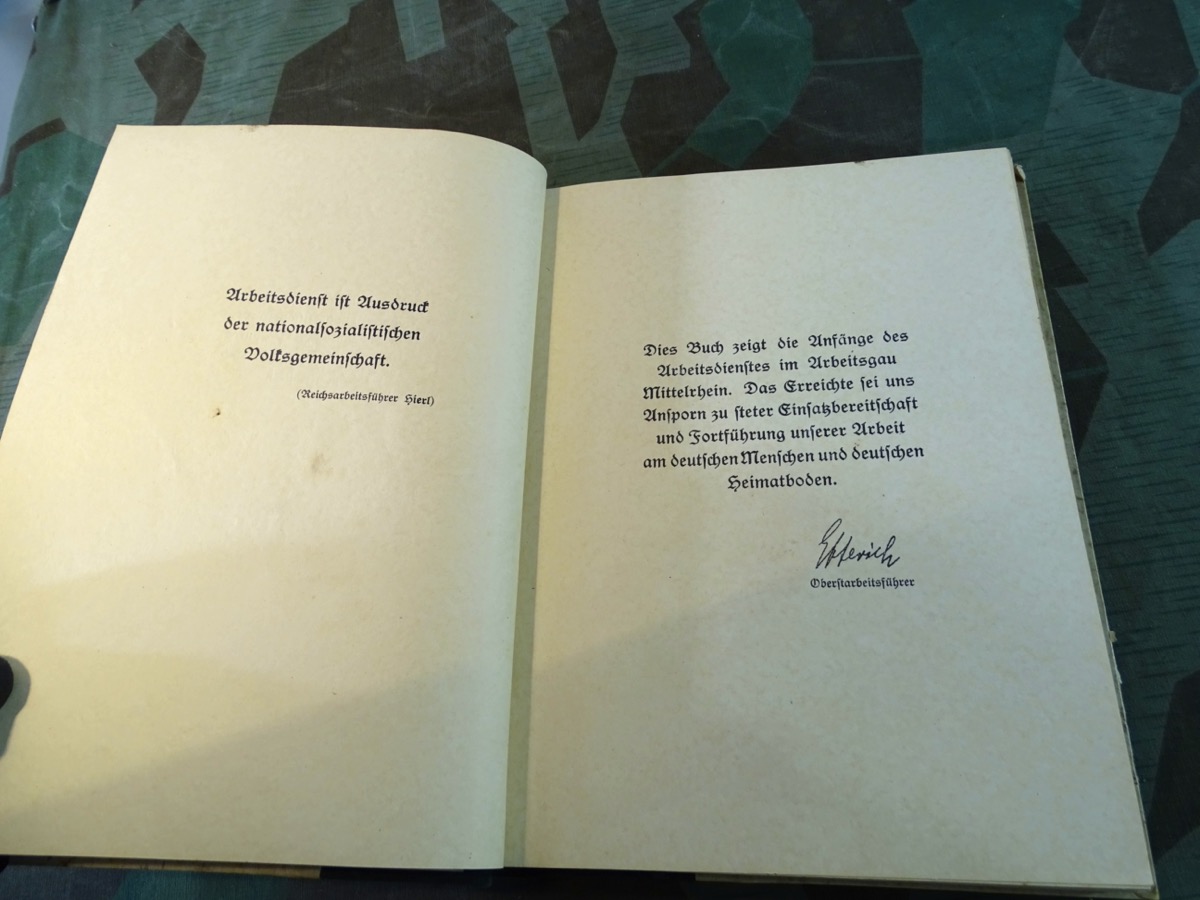 Arbeitsdienst ist Ausdruck
der nationalsozialistischen
Volksgemeinschaft.
(Reichsarbeitsführer Hierl)
Dies Buch zeigt die Anfänge des
Arbeitsdienstes im Arbeitsgau
Mittelrhein. Das Erreichte sei uns
Ansporn zu steter Einsatzbereitschaft
und Fortführung unserer Arbeit
am deutschen Menschen und deutschen
Heimatboden.
Oberstarbeitsführer